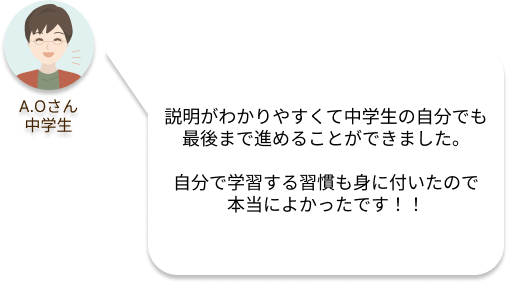 A.Oさん
中学生
説明がわかりやすくて中学生の自分でも
最後まで進めることができました。
自分で学習する習慣も身に付いたので
本当によかったです！！